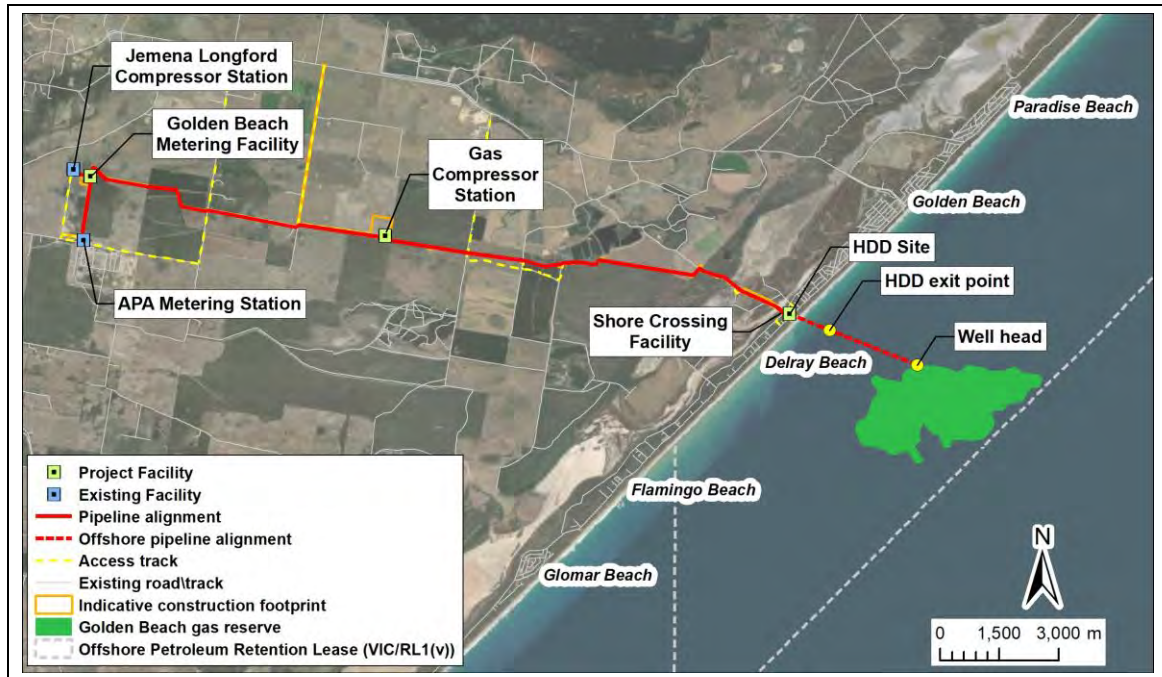 Jemena Longford
Compressor Station
Golden Beach
Metering Facility
Gas
Compressor
Station
Paradise Beach
Golden Beach
HDD Site
HDD exit point
APA Metering Station
Shore Crossing
Facility
Well head
Delray Beach
Flamingo Beach
Glomar Beach
Project Facility
Existing Facility
Pipeline alignment
Offshore pipeline alignment
Access track
Existing road\track
Indicative construction footprint
Golden Beach gas reserve
Offshore Petroleum Retention Lease (VIC/RL1(v))
N
0 1,500 3,000 m